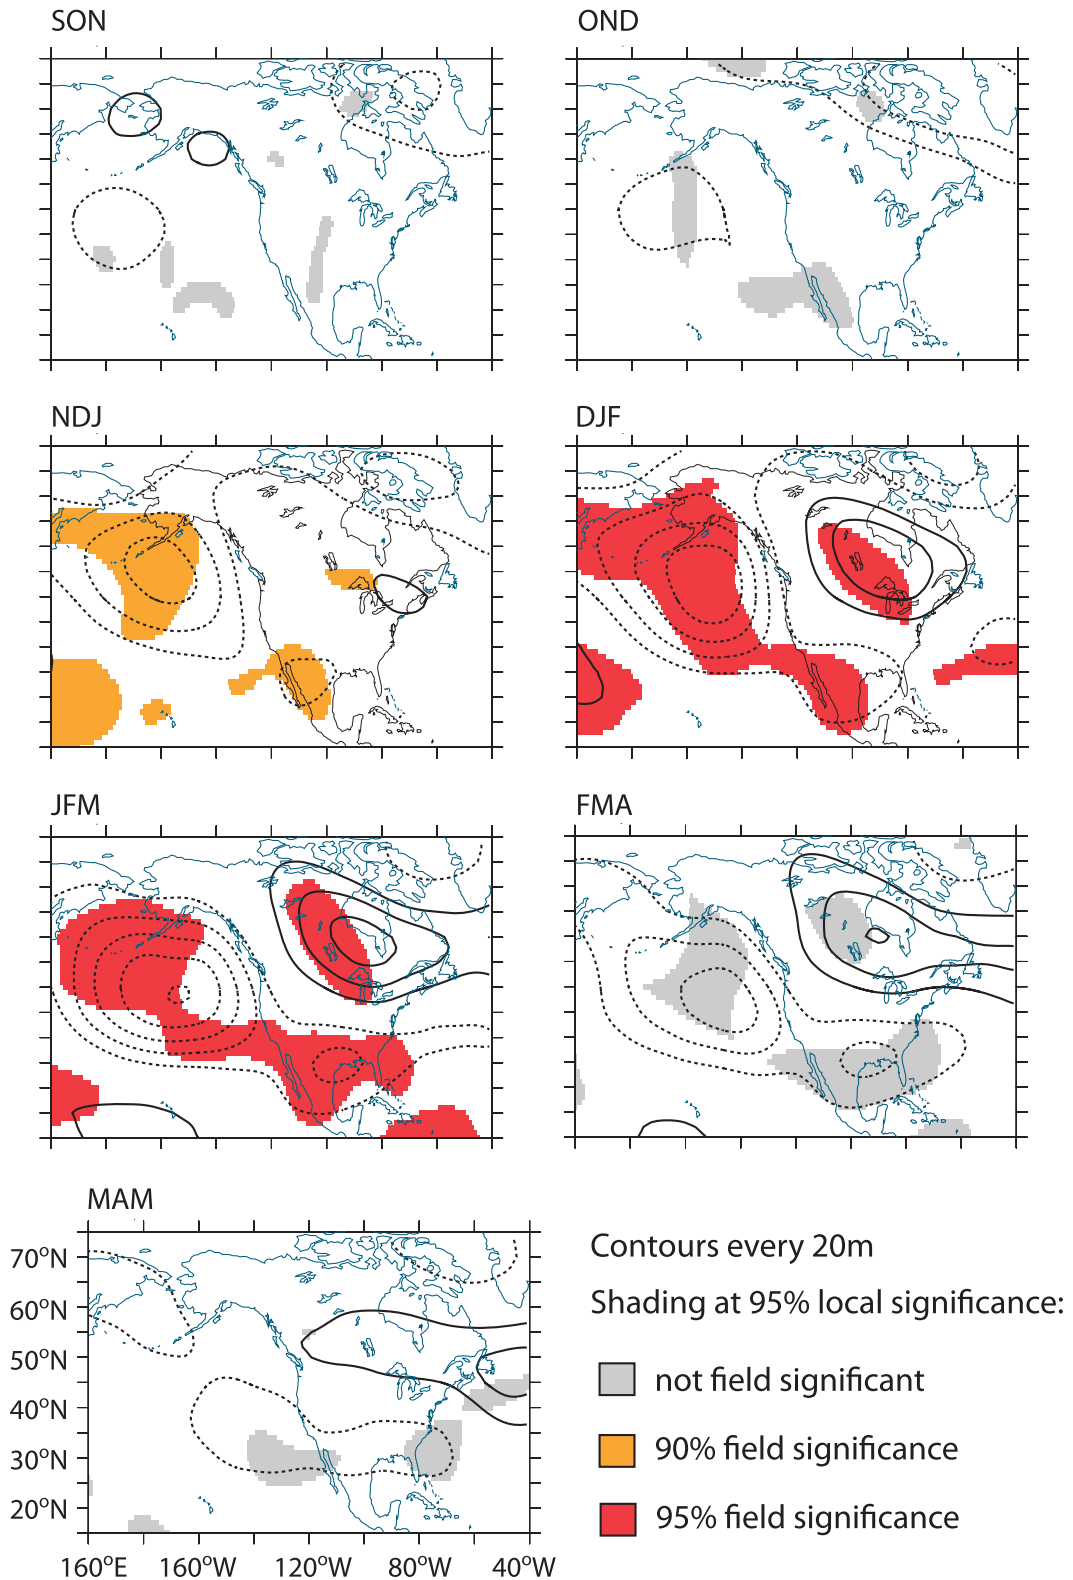 SON
OND
NDJ
DJF
JFM
FMA
MAM
70°N
60°N
50°N
40°N
30°N
20°N
160°E 160°W 120°W 80°W 40°W
Contours every 20m
Shading at 95% local significance:
not field significant
90% field significance
95% field significance